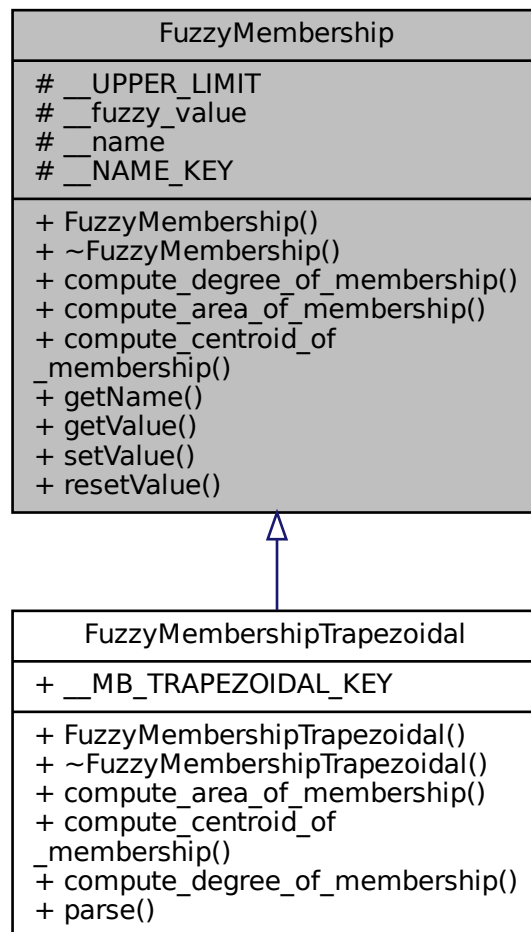 FuzzyMembership
# __UPPER_LIMIT
# __fuzzy_value
# __name
# __NAME_KEY
+ FuzzyMembership()
+ ~FuzzyMembership()
+ compute_degree_of_membership()
+ compute_area_of_membership()
+ compute_centroid_of
_membership()
+ getName()
+ getValue()
+ setValue()
+ resetValue()
FuzzyMembershipTrapezoidal
+ __MB_TRAPEZOIDAL_KEY
+ FuzzyMembershipTrapezoidal()
+ ~FuzzyMembershipTrapezoidal()
+ compute_area_of_membership()
+ compute_centroid_of
_membership()
+ compute_degree_of_membership()
+ parse()